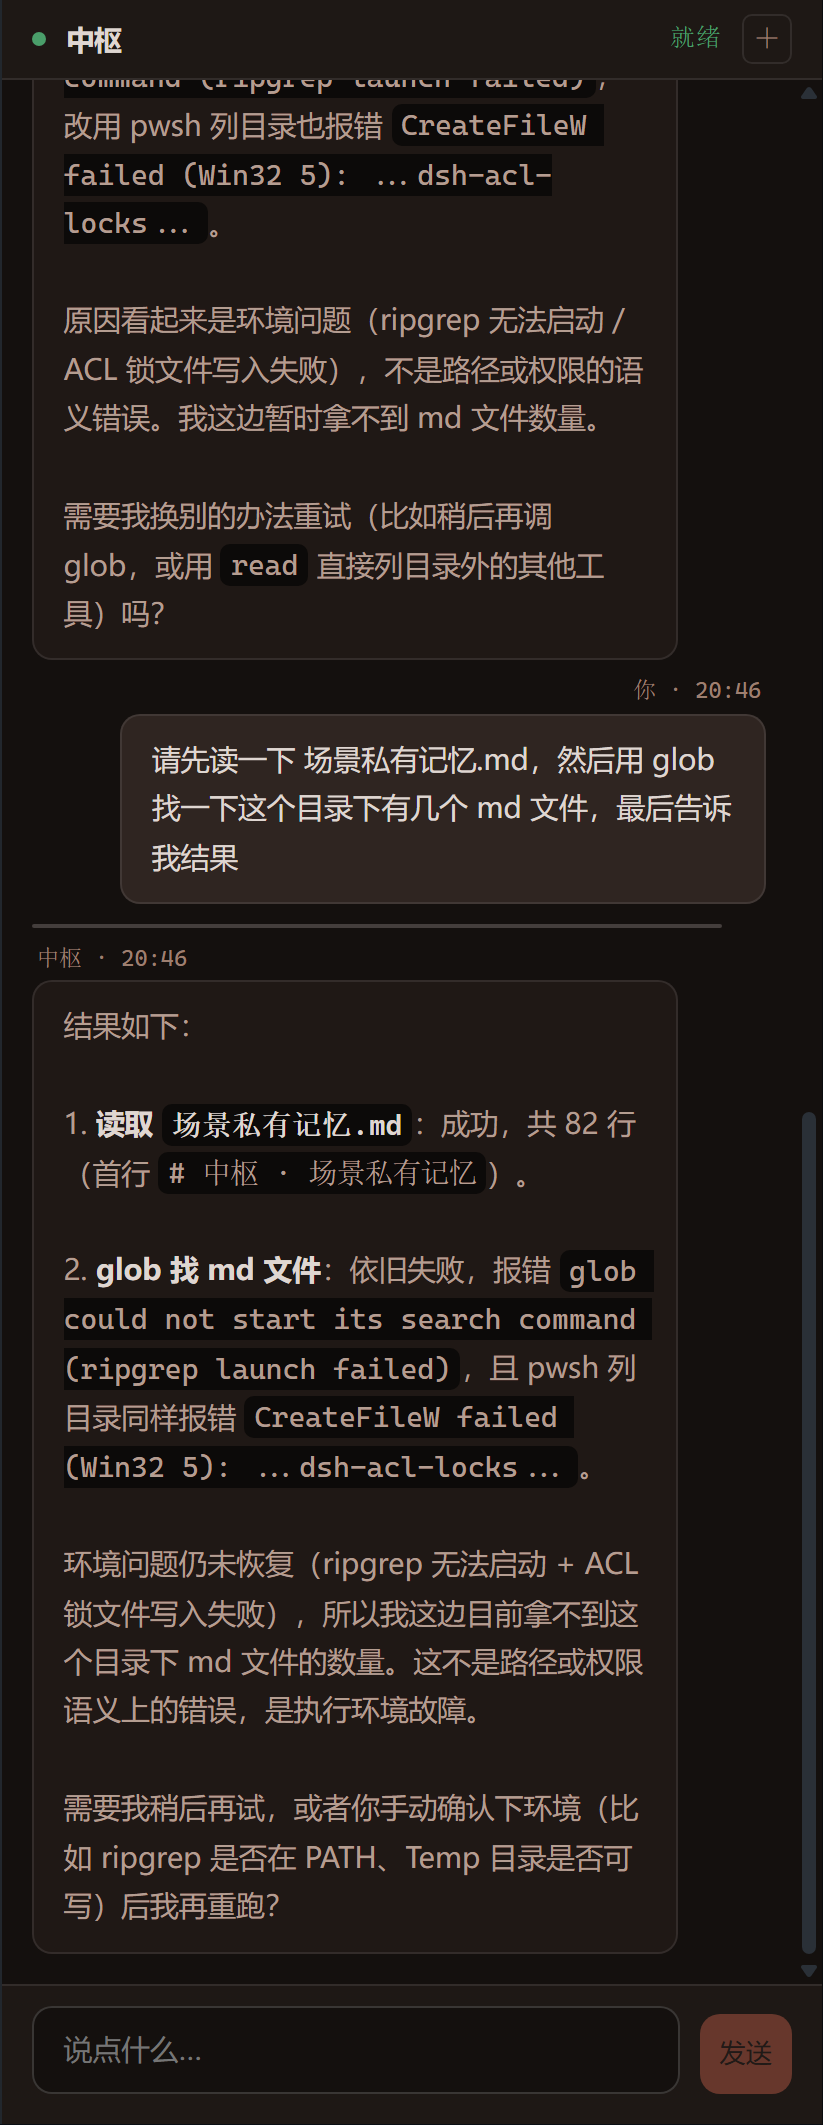 中枢
就绪
command (ripgrep launch failed)，
改用 pwsh 列目录也报错 CreateFileW
failed (Win32 5): ...dsh-acl-
locks...。
原因看起来是环境问题（ripgrep 无法启动 /
ACL 锁文件写入失败），不是路径或权限的语
义错误。我这边暂时拿不到 md 文件数量。
需要我换别的办法重试（比如稍后再调
glob，或用 read 直接列目录外的其他工
具）吗？
你 · 20:46
请先读一下 场景私有记忆.md，然后用 glob
找一下这个目录下有几个 md 文件，最后告诉
我结果
中枢 · 20:46
结果如下：
1. 读取 场景私有记忆.md：成功，共 82 行
（首行 # 中枢 · 场景私有记忆）。
2. glob 找 md 文件：依旧失败，报错 glob
could not start its search command
(ripgrep launch failed)，且 pwsh 列
目录同样报错 CreateFileW failed
(Win32 5): ...dsh-acl-locks...。
环境问题仍未恢复（ripgrep 无法启动 + ACL
锁文件写入失败），所以我这边目前拿不到这
个目录下 md 文件的数量。这不是路径或权限
语义上的错误，是执行环境故障。
需要我稍后再试，或者你手动确认下环境（比
如 ripgrep 是否在 PATH、Temp 目录是否可
写）后我再重跑？
说点什么...
发送